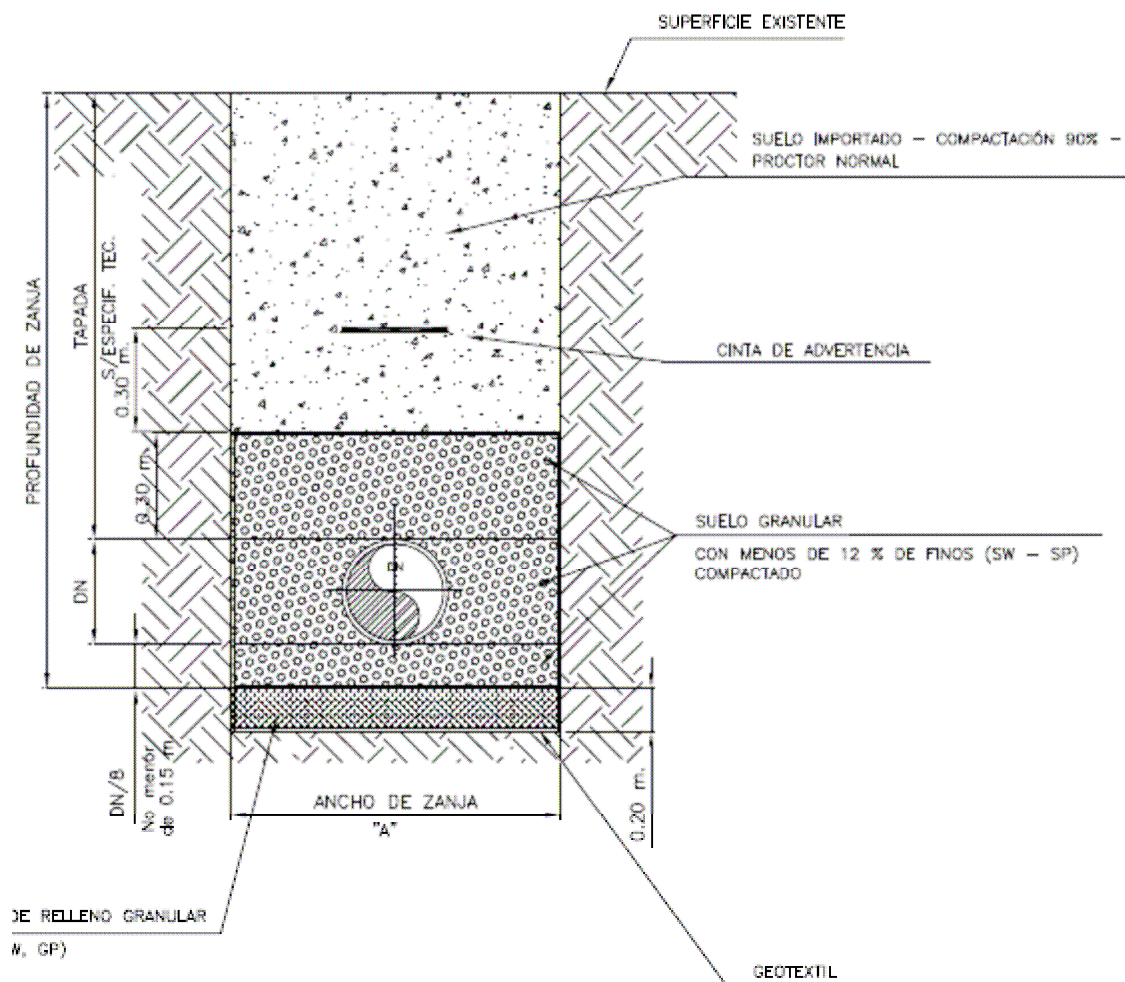 SUPERFICIE EXISTENTE
SUELO IMPORTADO – COMPACTACIÓN 90% –
PROCTOR NORMAL
CINTA DE ADVERTENCIA
SUELO GRANULAR
CON MENOS DE 12 % DE FINOS (SW – SP)
COMPACTADO
PROFUNDIDAD DE ZANJA
TAPADA
S/ESPECIF. TEC.
0.30 m.
0.30 m.
DN
DN
DN/8
No menor
de 0.15 m
ANCHO DE ZANJA
"A"
0.20 m.
DE RELLENO GRANULAR
W, GP)
GEOTEXTIL